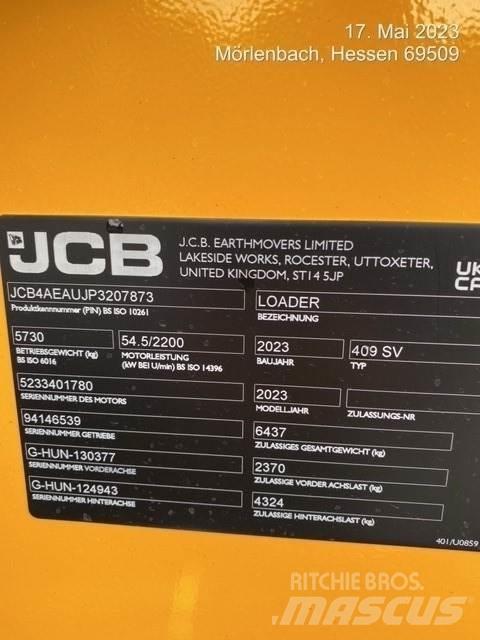 17. Mai 2023
Mörlenbach, Hessen 69509
JCB
J.C.B. EARTHMOVERS LIMITED
LAKESIDE WORKS, ROCESTER, UTTOXETER,
UNITED KINGDOM, ST14 5JP
UK
CA
JCB4AEAUJP3207873
Produktkennnummer (PIN) BS ISO 10261
LOADER
BEZEICHNUNG
5730
BETRIEBSGEWICHT (kg)
BS ISO 6016
54.5/2200
MOTORLEISTUNG
(kW BEI U/min) BS ISO 14396
2023
BAUJAHR
409 SV
TYP
5233401780
SERIENNUMMER DES MOTORS
2023
MODELLJAHR
ZULASSUNGS-NR
94146539
SERIENNUMMER GETRIEBE
6437
ZULÄSSIGES GESAMTGEWICHT (kg)
G-HUN-130377
SERIENNUMMER VORDERACHSE
2370
ZULÄSSIGE VORDER ACHSLAST (kg)
G-HUN-124943
SERIENNUMMER HINTERACHSE
4324
ZULÄSSIGE HINTERACHSLAST (kg)
401/U0859
RITCHIE BROS.
MASCUS